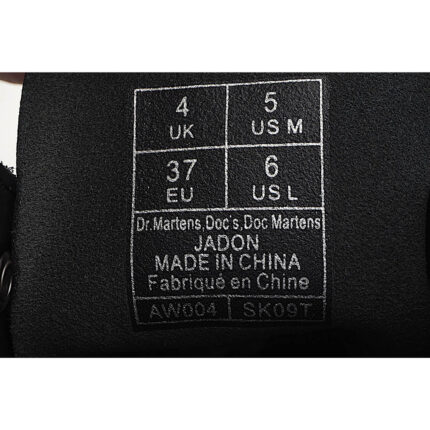 4 5
UK US M
37 6
EU US L
Dr.Martens,Doc's,Doc Martens
JADON
MADE IN CHINA
Fabriqué en Chine
AW004 SK09T